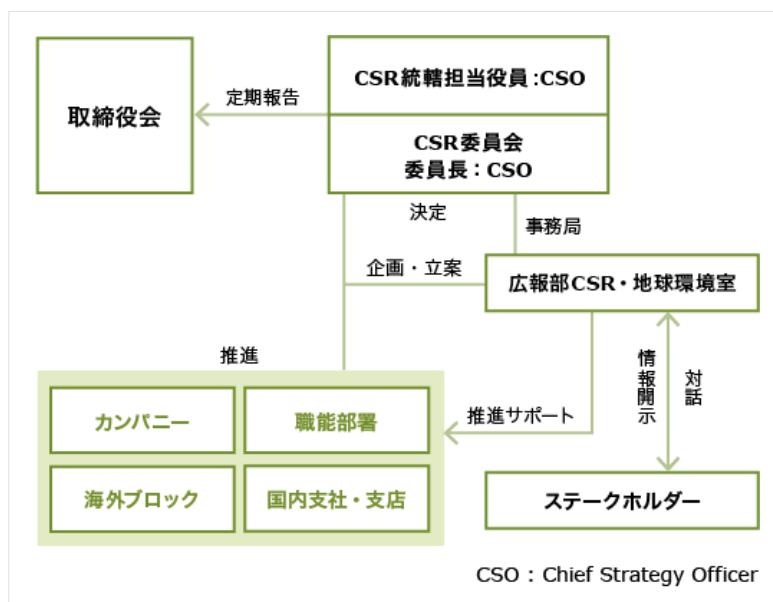 CSR統轄担当役員:CSO
取締役会
定期報告
CSR委員会
委員長：CSO
決定
事務局
企画・立案
広報部CSR・地球環境室
推進
情報開示
対話
カンパニー
職能部署
推進サポート
海外ブロック
国内支社・支店
ステークホルダー
CSO : Chief Strategy Officer